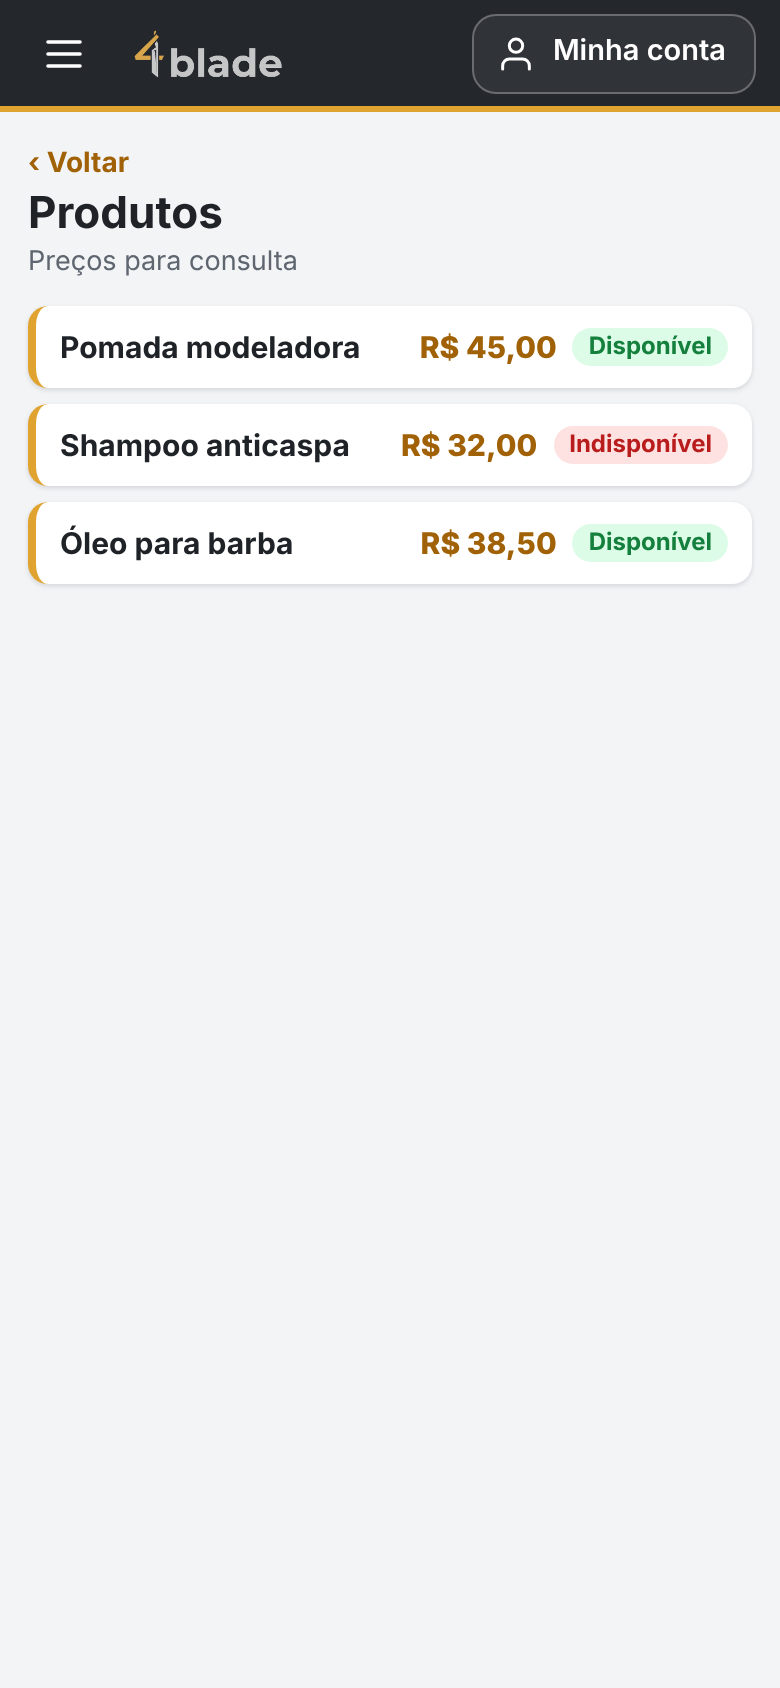 4blade
Minha conta
‹ Voltar
Produtos
Preços para consulta
Pomada modeladora R$ 45,00 Disponível
Shampoo anticaspa R$ 32,00 Indisponível
Óleo para barba R$ 38,50 Disponível